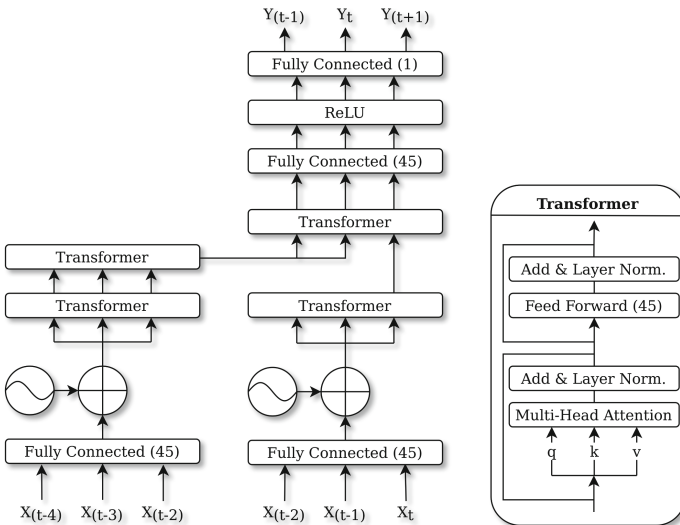 Y(t-1) Yt Y(t+1)
Fully Connected (1)
ReLU
Fully Connected (45)
Transformer
Transformer
Transformer
Transformer
Fully Connected (45)
X(t-4) X(t-3) X(t-2)
Fully Connected (45)
X(t-2) X(t-1) Xt
Transformer
Add & Layer Norm.
Feed Forward (45)
Add & Layer Norm.
Multi-Head Attention
q k v